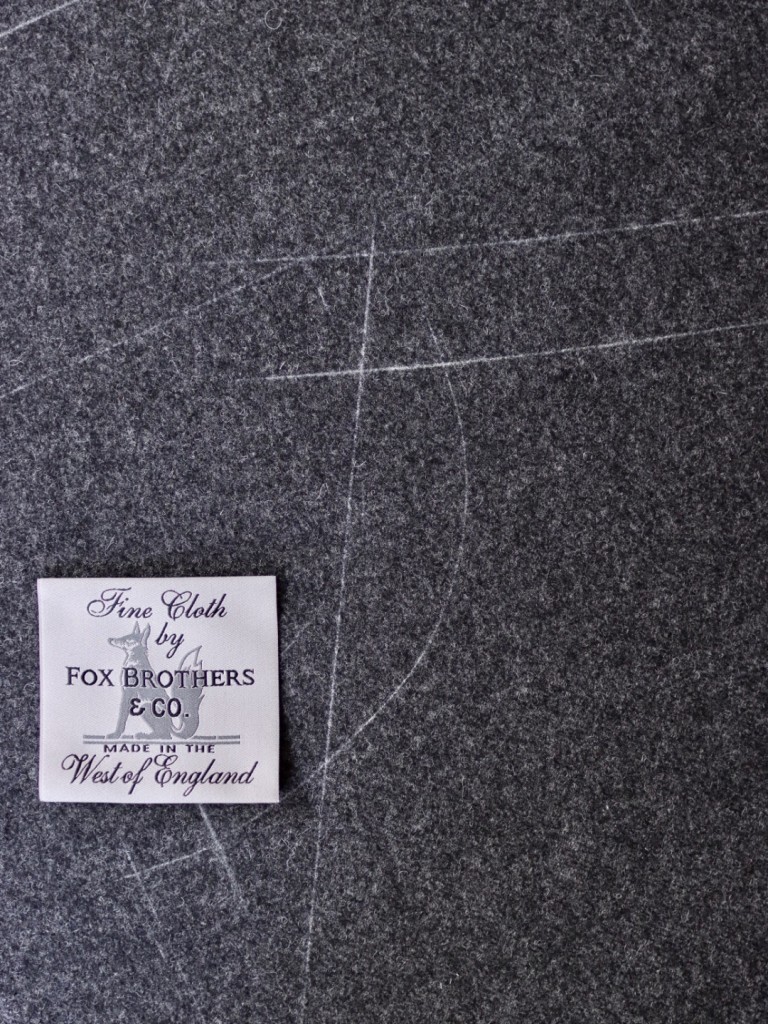 Fine Cloth
by
FOX BROTHERS
& CO.
MADE IN THE
West of England